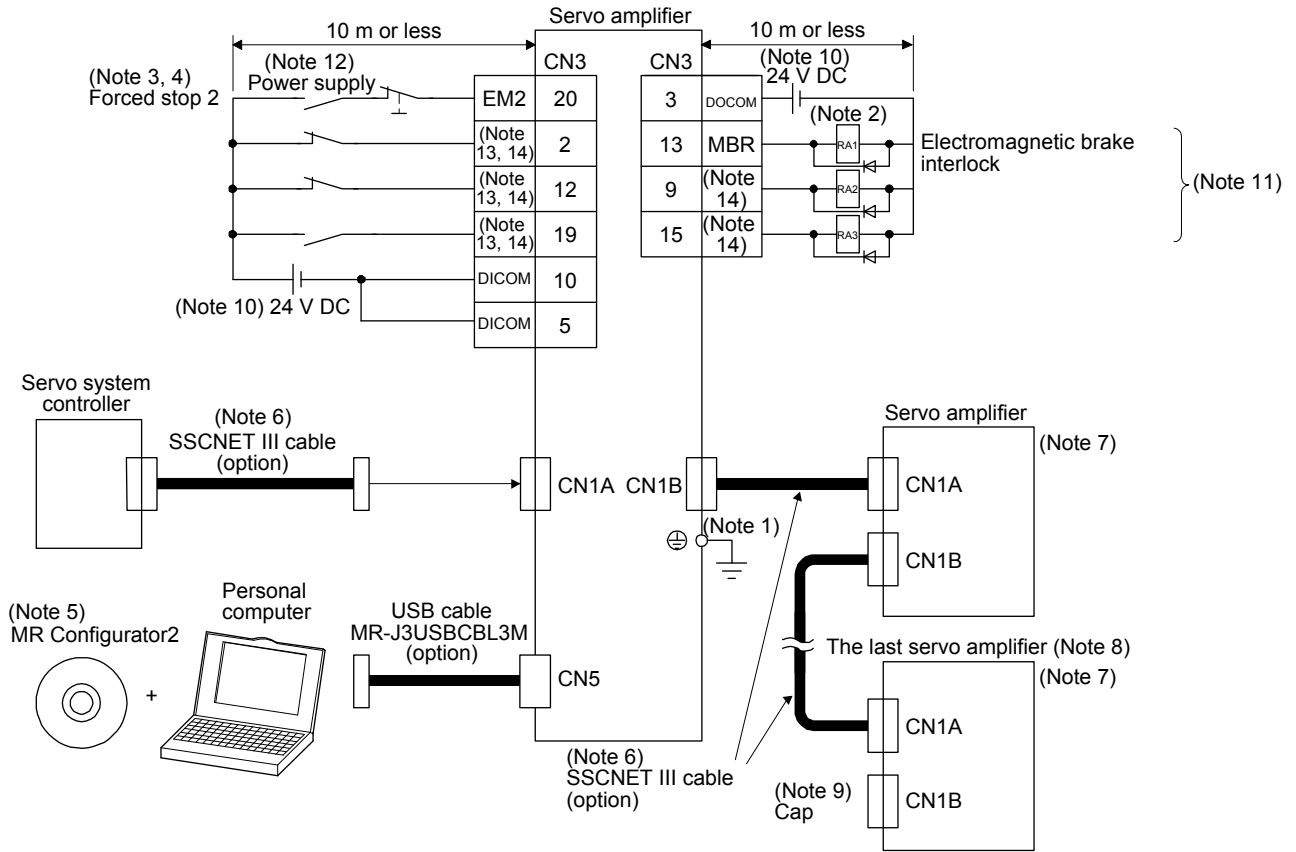 Servo amplifier
10 m or less
10 m or less
(Note 3, 4)
Forced stop 2
(Note 12)
Power supply
CN3
CN3
(Note 10)
24 V DC
EM2 20
3 DOCOM
(Note 2)
(Note
13, 14) 2
13 MBR
RA1
Electromagnetic brake
interlock
(Note
13, 14) 12
9 (Note
14)
RA2
(Note 11)
(Note
13, 14) 19
15 (Note
14)
RA3
DICOM 10
(Note 10) 24 V DC
DICOM 5
Servo system
controller
(Note 6)
SSCNET III cable
(option)
CN1A CN1B
(Note 1)
Servo amplifier
(Note 7)
CN1A
CN1B
(Note 5)
MR Configurator2
+
Personal
computer
USB cable
MR-J3USBCBL3M
(option)
CN5
The last servo amplifier (Note 8)
(Note 7)
CN1A
(Note 6)
SSCNET III cable
(option)
(Note 9)
Cap
CN1B